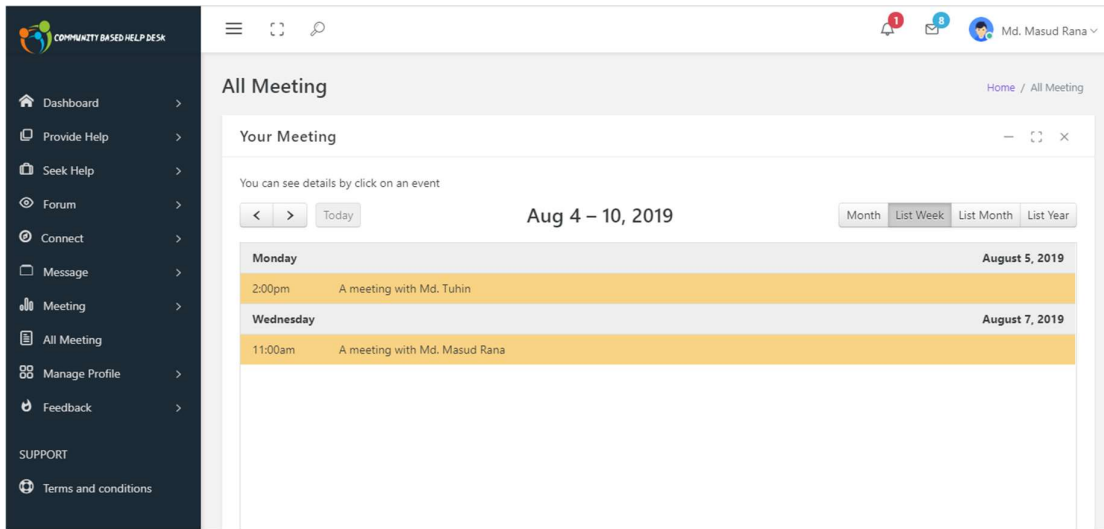 COMMUNITY BASED HELP DESK
1
8
Md. Masud Rana
Dashboard
Provide Help
Seek Help
Forum
Connect
Message
Meeting
All Meeting
Manage Profile
Feedback
SUPPORT
Terms and conditions
All Meeting
Home / All Meeting
Your Meeting
You can see details by click on an event
Today
Aug 4 – 10, 2019
Month List Week List Month List Year
Monday August 5, 2019
2:00pm A meeting with Md. Tuhin
Wednesday August 7, 2019
11:00am A meeting with Md. Masud Rana